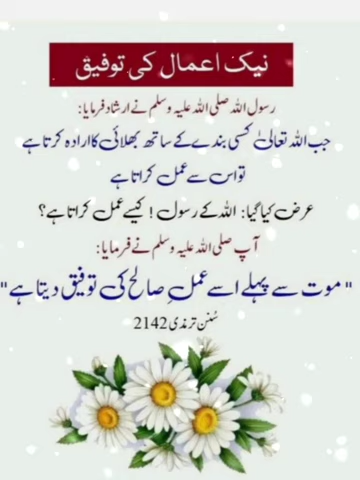 نیک اعمال کی توفیق
رسول اللہ صلی اللہ علیہ وسلم نے ارشاد فرمایا:
جب اللہ تعالیٰ کسی بندے کے ساتھ بھلائی کا ارادہ کرتا ہے
تو اس سے عمل کراتا ہے
عرض کیا گیا: اللہ کے رسول! کیسے عمل کراتا ہے؟
آپ صلی اللہ علیہ وسلم نے فرمایا:
"موت سے پہلے اسے عملِ صالح کی توفیق دیتا ہے"
سُنن ترمذی 2142